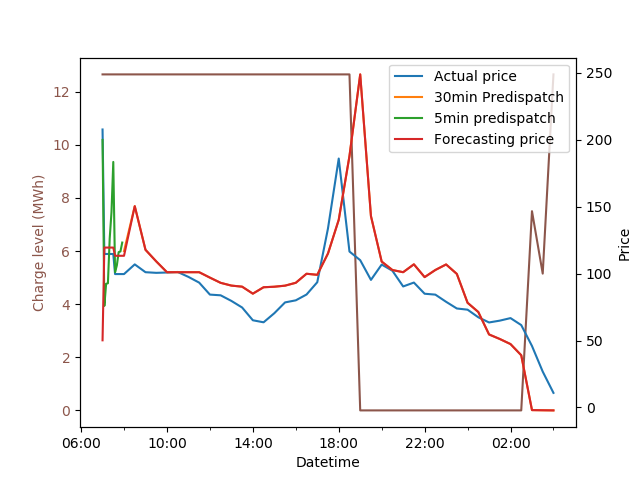 Actual price
30min Predispatch
5min predispatch
Forecasting price
Charge level (MWh)
12
10
8
6
4
2
0
250
200
150
100
50
0
Price
06:00 10:00 14:00 18:00 22:00 02:00
Datetime